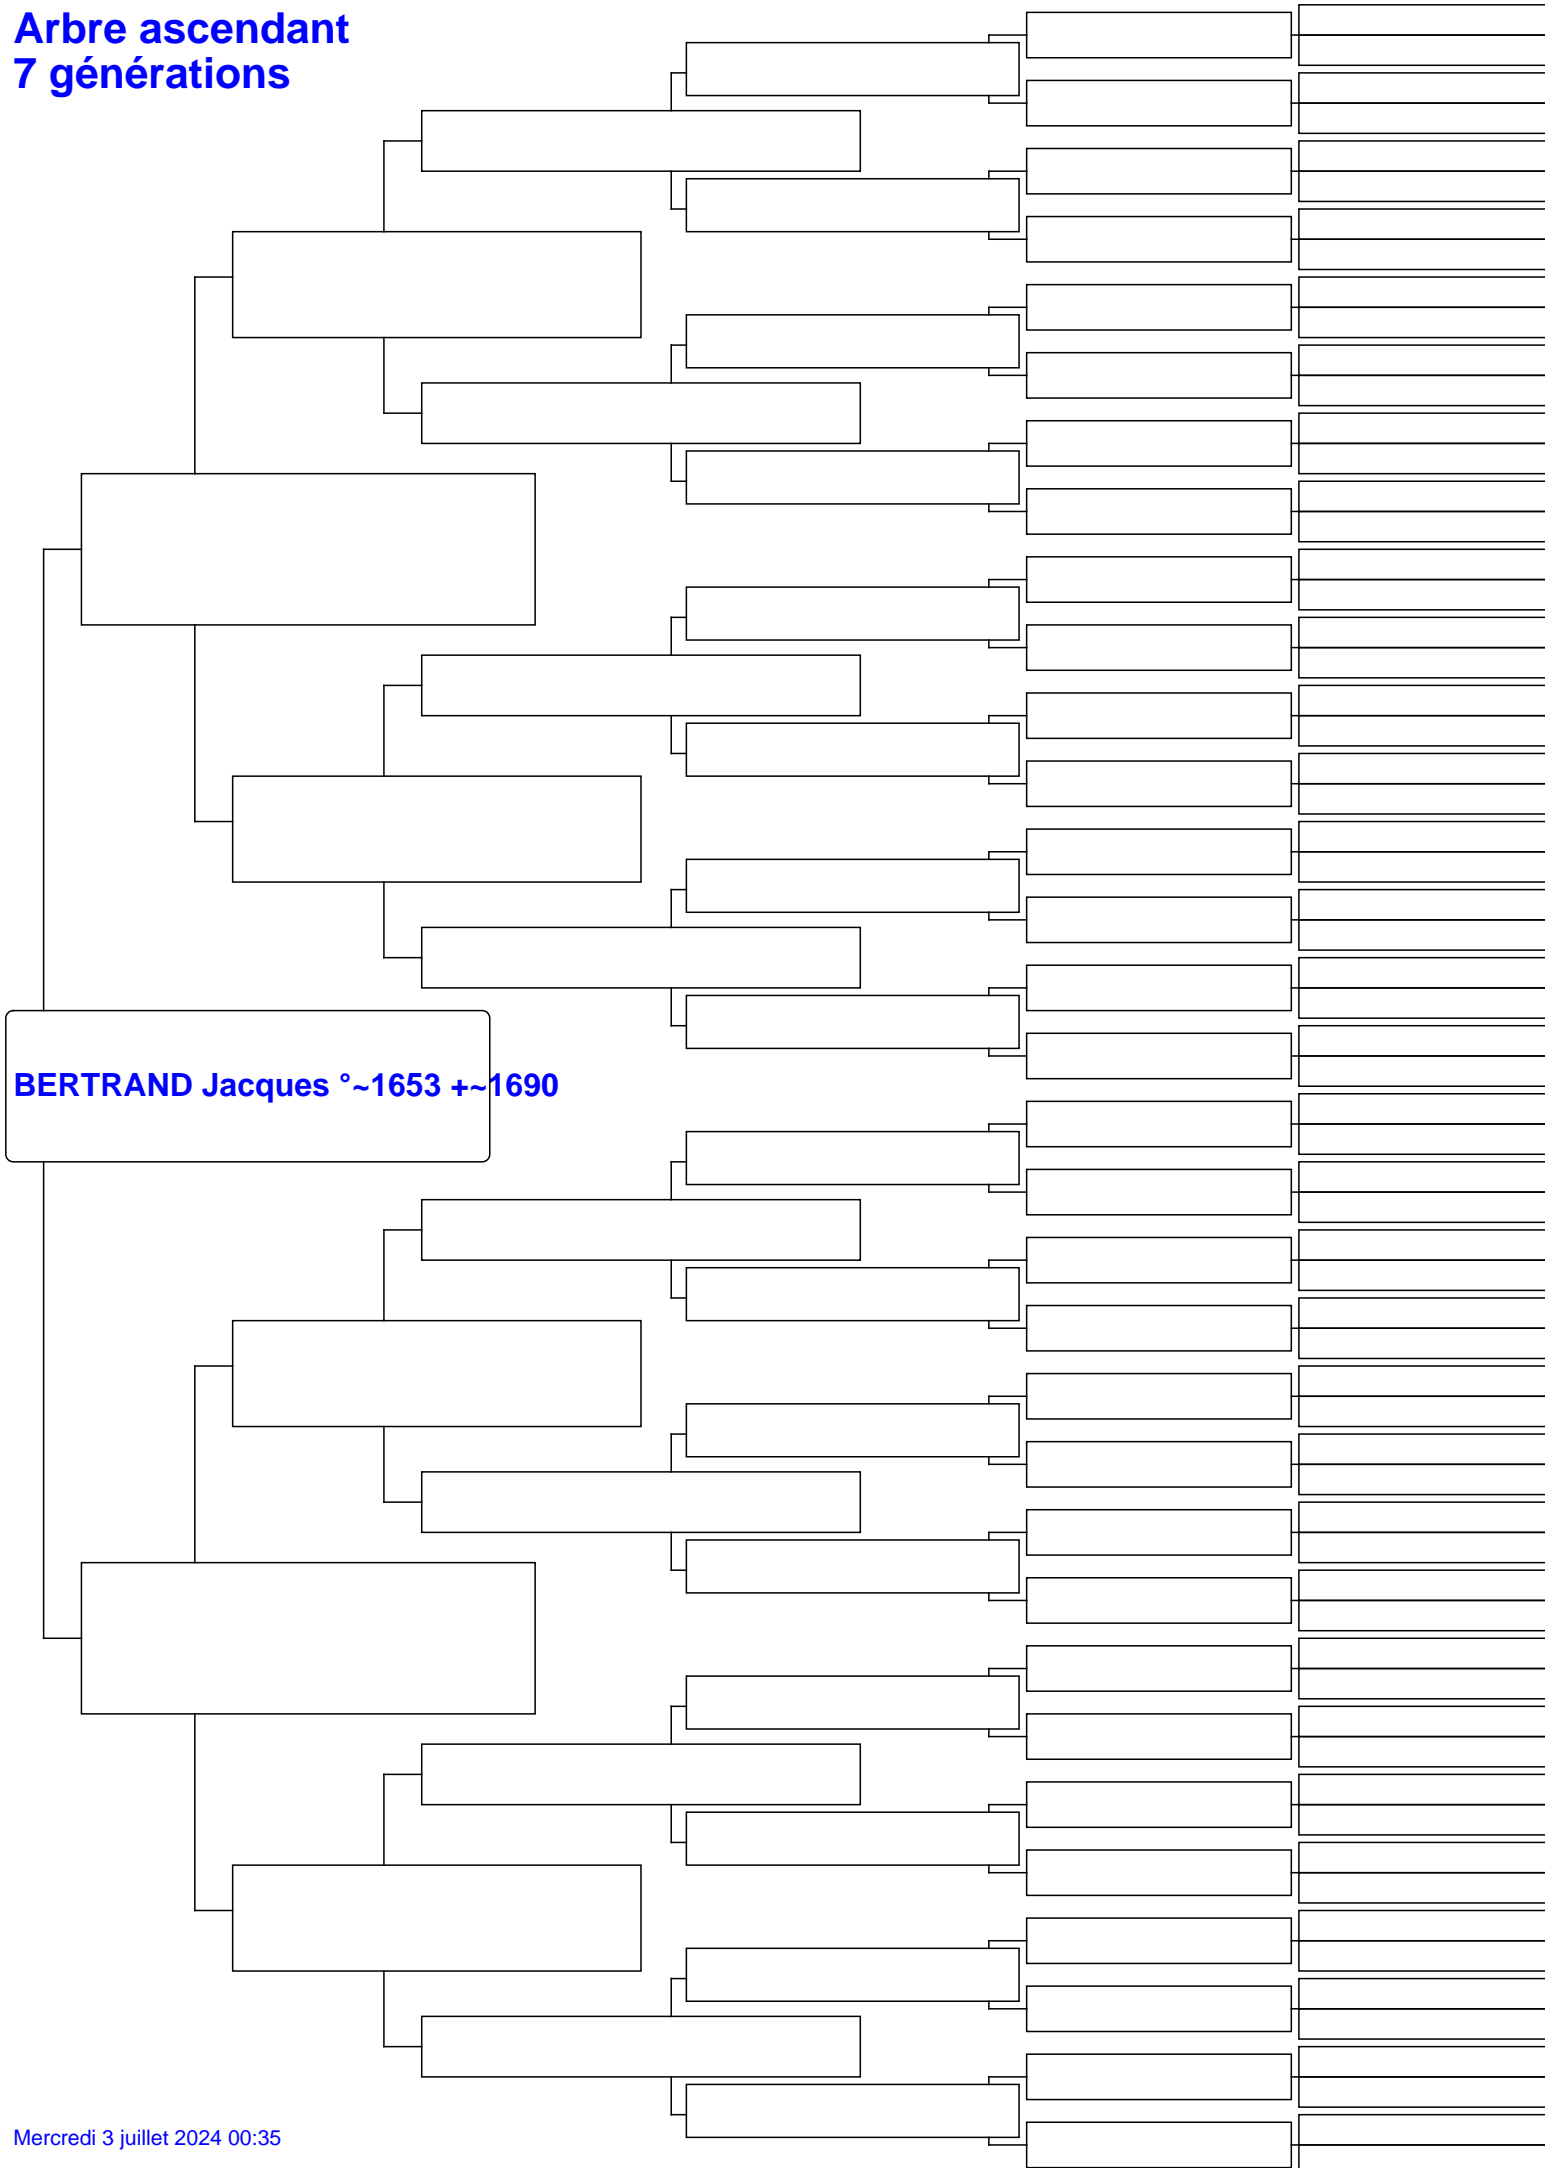 Arbre ascendant
7 générations
BERTRAND Jacques °~1653 +~1690
Mercredi 3 juillet 2024 00:35